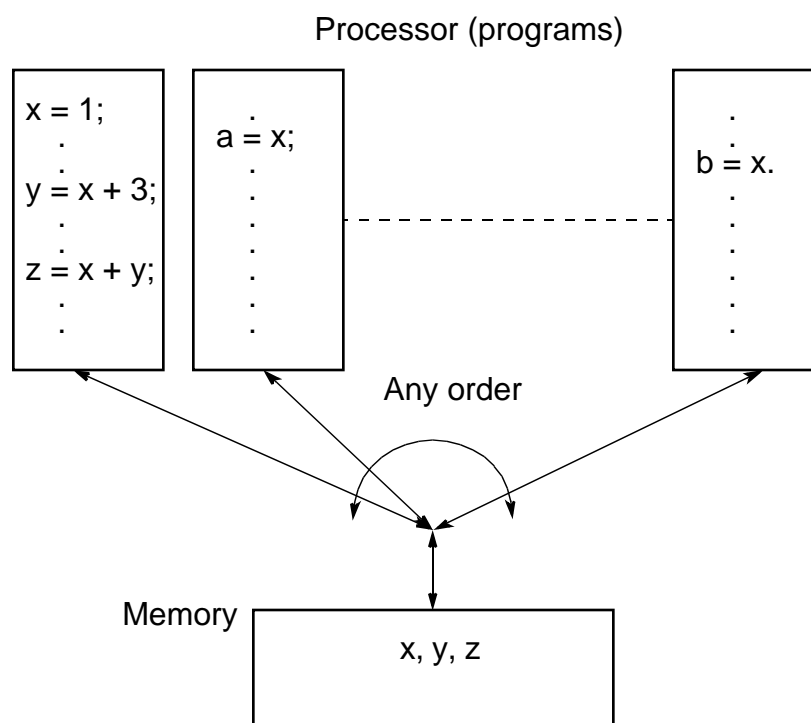 Processor (programs)
x = 1;
.
.
y = x + 3;
.
.
z = x + y;
.
.
.
a = x;
.
.
.
.
.
.
.
.
b = x.
.
.
.
.
.
Any order
Memory
x, y, z